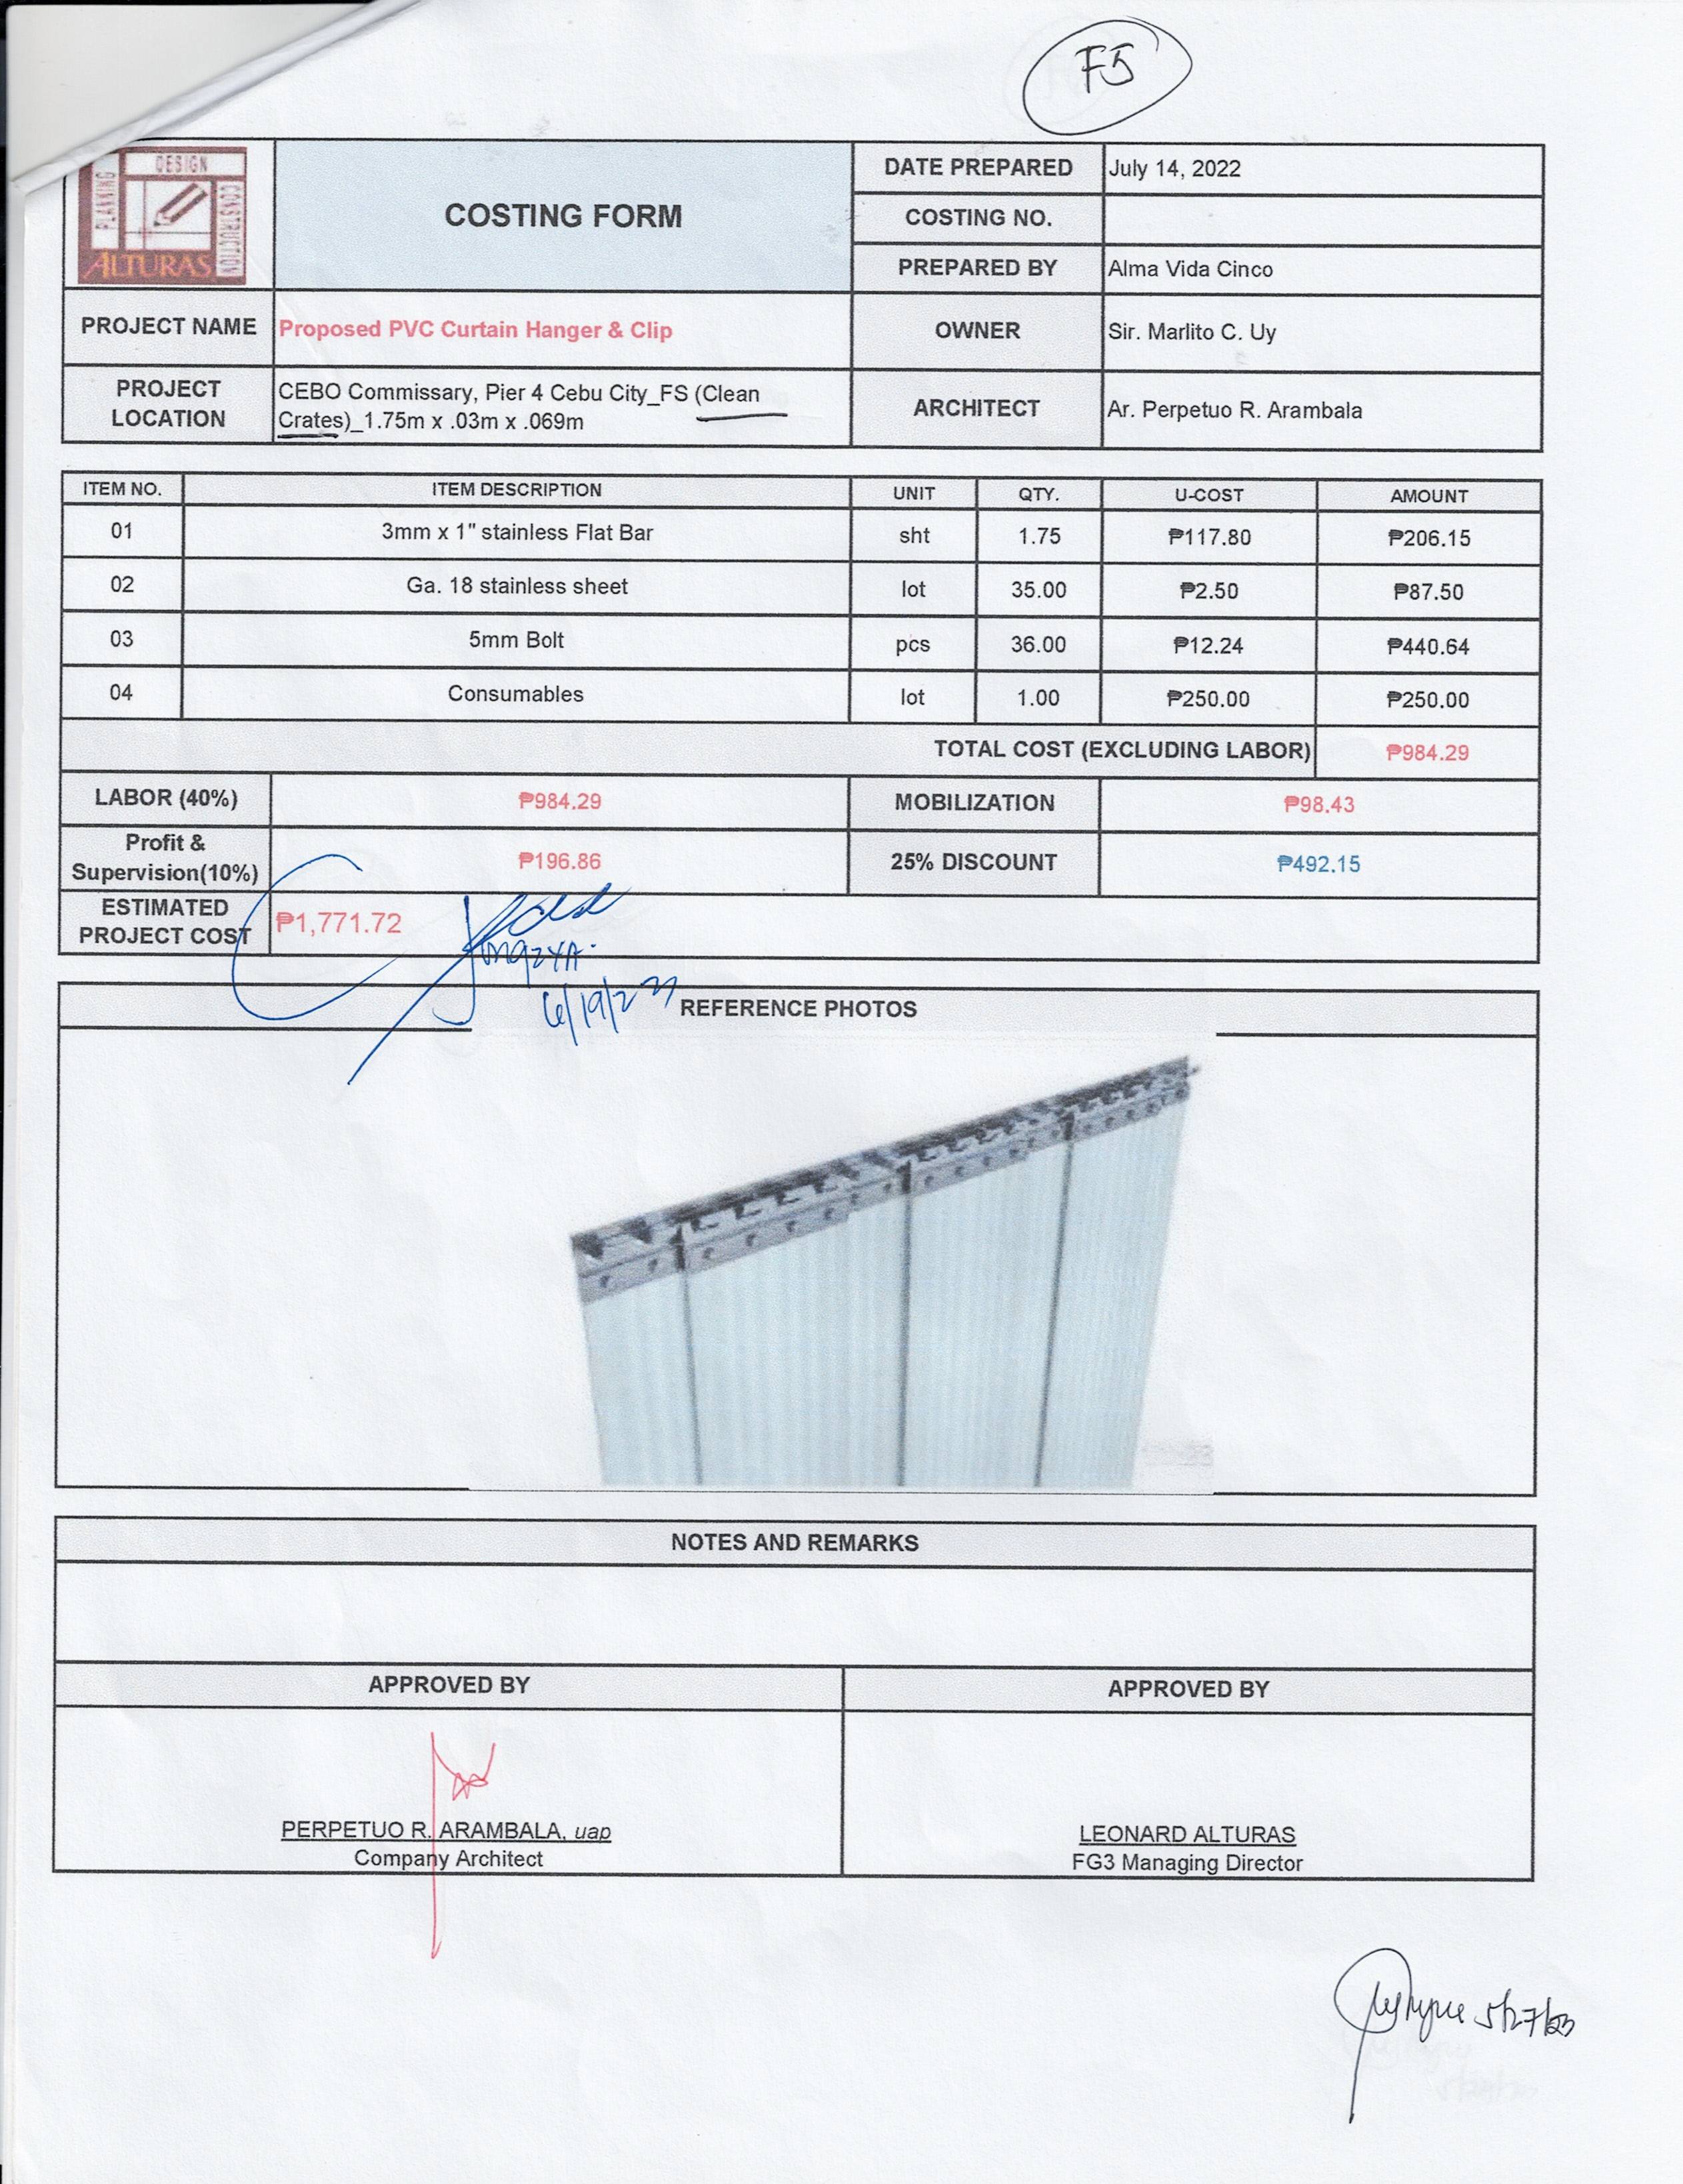 F5
DESIGN
PLANNING
CONSTRUCTION
ALTURAS
COSTING FORM
DATE PREPARED July 14, 2022
COSTING NO.
PREPARED BY Alma Vida Cinco
PROJECT NAME Proposed PVC Curtain Hanger & Clip
OWNER Sir. Marlito C. Uy
PROJECT LOCATION CEBO Commissary, Pier 4 Cebu City_FS (Clean
Crates)_1.75m x .03m x .069m
ARCHITECT Ar. Perpetuo R. Arambala
ITEM NO. ITEM DESCRIPTION UNIT QTY. U-COST AMOUNT
01 3mm x 1" stainless Flat Bar sht 1.75 ₱117.80 ₱206.15
02 Ga. 18 stainless sheet lot 35.00 ₱2.50 ₱87.50
03 5mm Bolt pcs 36.00 ₱12.24 ₱440.64
04 Consumables lot 1.00 ₱250.00 ₱250.00
TOTAL COST (EXCLUDING LABOR) ₱984.29
LABOR (40%) ₱984.29 MOBILIZATION ₱98.43
Profit &
Supervision(10%) ₱196.86 25% DISCOUNT ₱492.15
ESTIMATED
PROJECT COST ₱1,771.72
6/19/23
REFERENCE PHOTOS
NOTES AND REMARKS
APPROVED BY APPROVED BY
PERPETUO R. ARAMBALA, uap
Company Architect
LEONARD ALTURAS
FG3 Managing Director
5/27/23